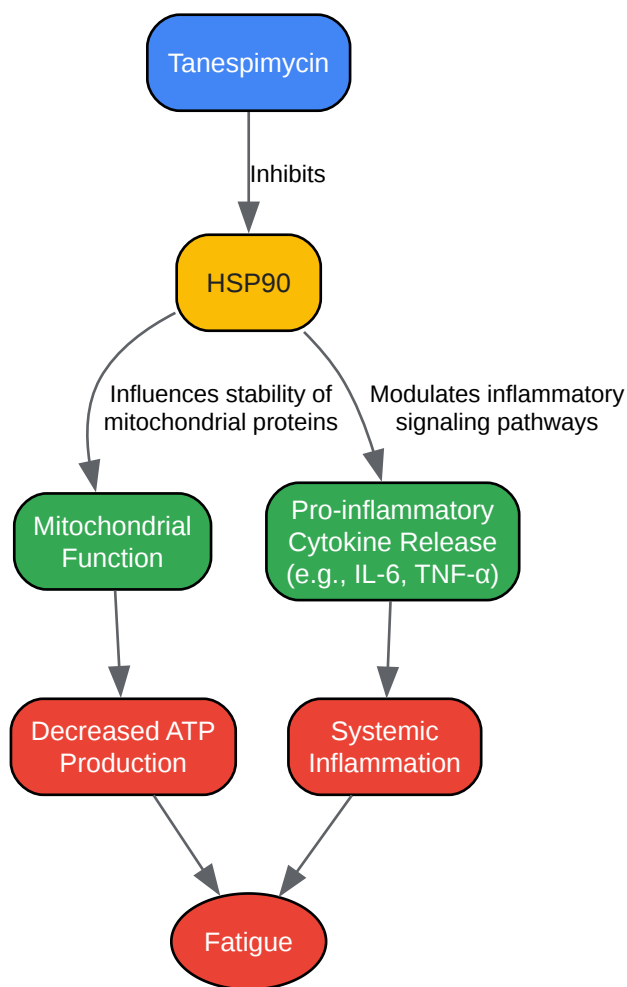 Tanespimycin
Inhibits
HSP90
Influences stability of
mitochondrial proteins
Modulates inflammatory
signaling pathways
Mitochondrial
Function
Pro-inflammatory
Cytokine Release
(e.g., IL-6, TNF-α)
Decreased ATP
Production
Systemic
Inflammation
Fatigue